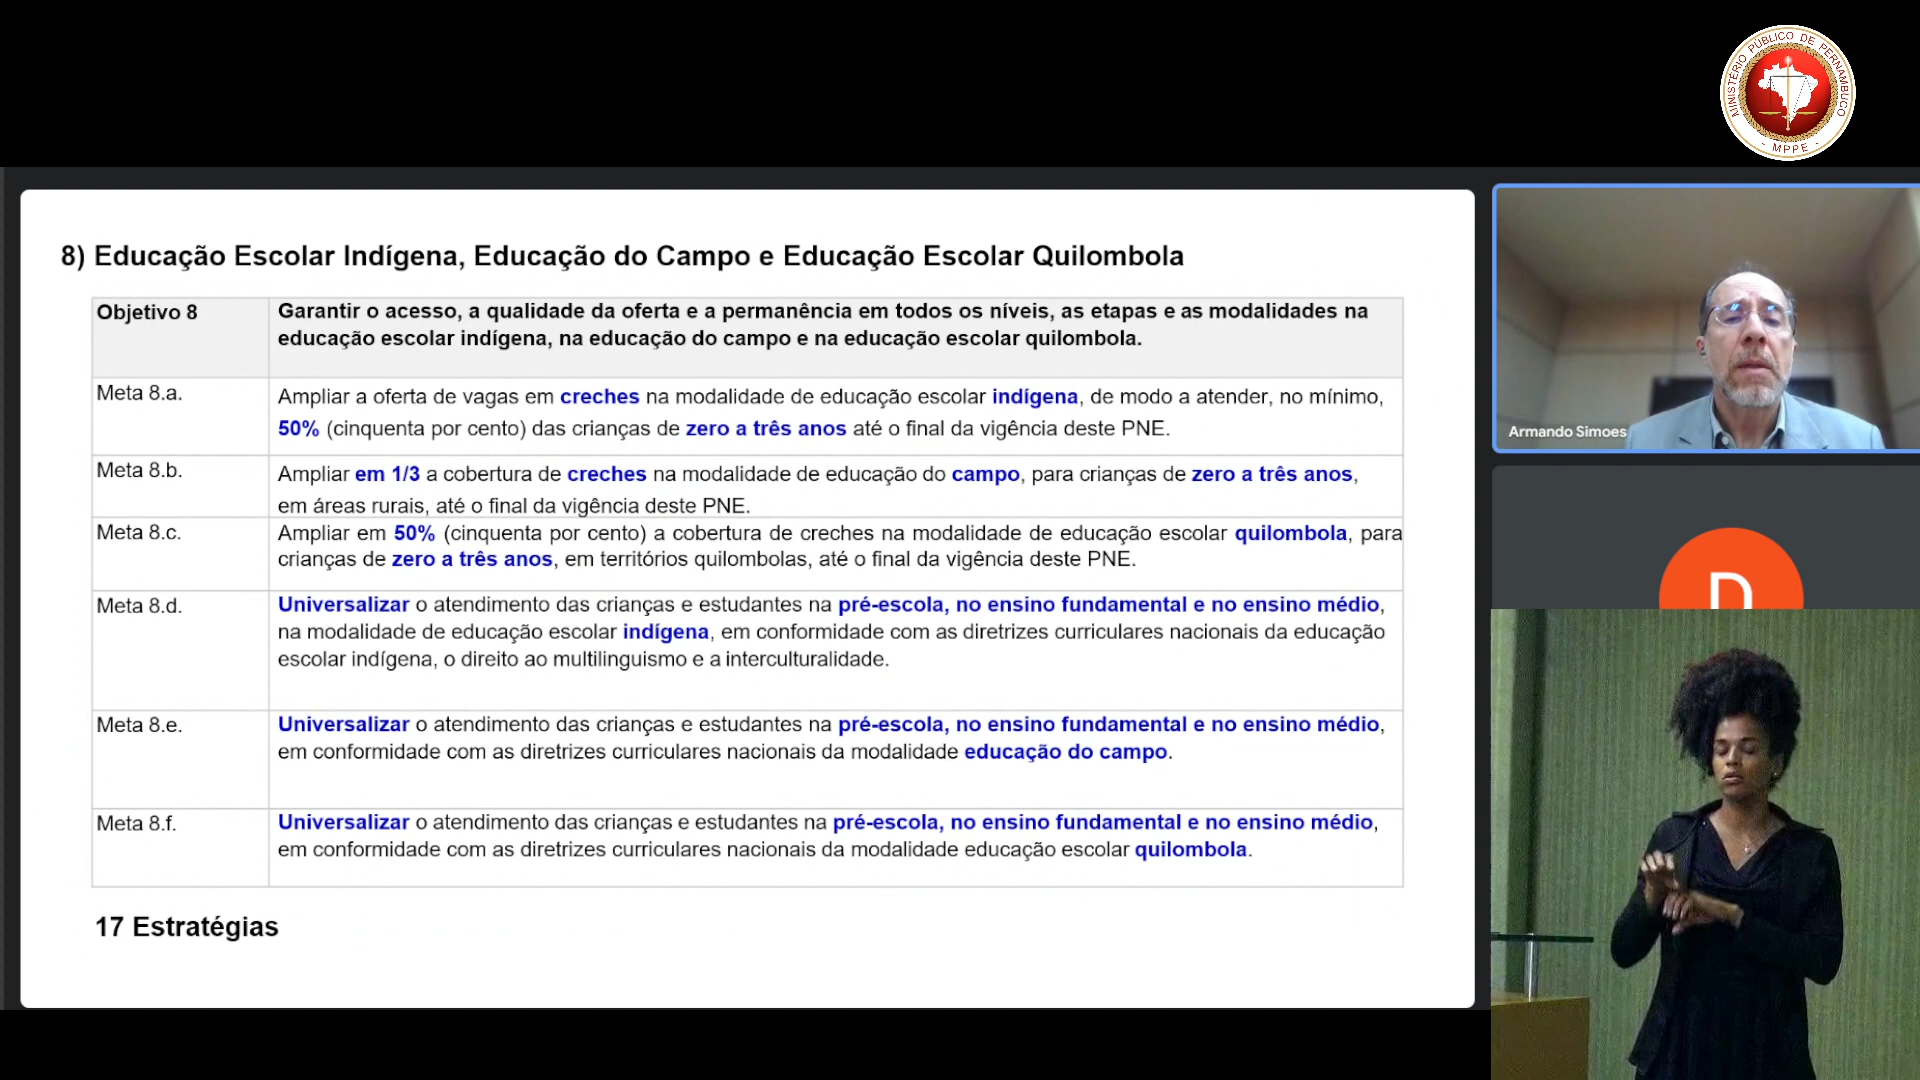 MINISTÉRIO PÚBLICO DE PERNAMBUCO
- MPPE -
8) Educação Escolar Indígena, Educação do Campo e Educação Escolar Quilombola
Objetivo 8
Garantir o acesso, a qualidade da oferta e a permanência em todos os níveis, as etapas e as modalidades na
educação escolar indígena, na educação do campo e na educação escolar quilombola.
Meta 8.a.
Ampliar a oferta de vagas em creches na modalidade de educação escolar indígena, de modo a atender, no mínimo,
50% (cinquenta por cento) das crianças de zero a três anos até o final da vigência deste PNE.
Meta 8.b.
Ampliar em 1/3 a cobertura de creches na modalidade de educação do campo, para crianças de zero a três anos,
em áreas rurais, até o final da vigência deste PNE.
Meta 8.c.
Ampliar em 50% (cinquenta por cento) a cobertura de creches na modalidade de educação escolar quilombola, para
crianças de zero a três anos, em territórios quilombolas, até o final da vigência deste PNE.
Meta 8.d.
Universalizar o atendimento das crianças e estudantes na pré-escola, no ensino fundamental e no ensino médio,
na modalidade de educação escolar indígena, em conformidade com as diretrizes curriculares nacionais da educação
escolar indígena, o direito ao multilinguismo e a interculturalidade.
Meta 8.e.
Universalizar o atendimento das crianças e estudantes na pré-escola, no ensino fundamental e no ensino médio,
em conformidade com as diretrizes curriculares nacionais da modalidade educação do campo.
Meta 8.f.
Universalizar o atendimento das crianças e estudantes na pré-escola, no ensino fundamental e no ensino médio,
em conformidade com as diretrizes curriculares nacionais da modalidade educação escolar quilombola.
17 Estratégias
Armando Simoes
D